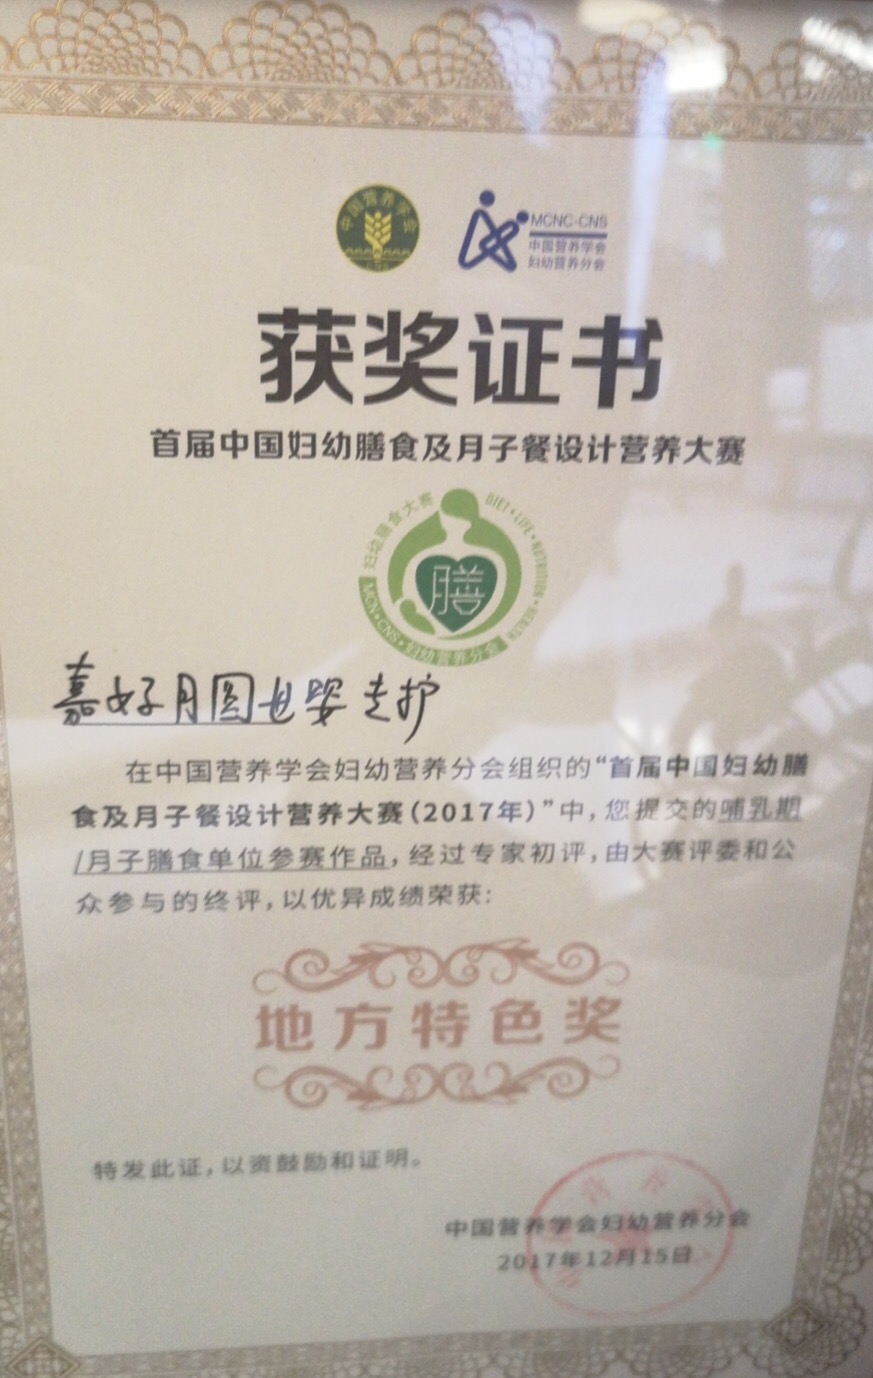 中国营养学会
MCNC-CNS
中国营养学会
妇幼营养分会
获奖证书
首届中国妇幼膳食及月子餐设计营养大赛
妇幼膳食大赛
DIET·LIFE·NUTRITION·HEALTH
膳
MCN·CNS·妇幼营养分会
嘉好月圆母婴专护
在中国营养学会妇幼营养分会组织的“首届中国妇幼膳
食及月子餐设计营养大赛（2017年）”中，您提交的哺乳期
/月子膳食单位参赛作品，经过专家初评，由大赛评委和公
众参与的终评，以优异成绩荣获：
地方特色奖
特发此证，以资鼓励和证明。
中国营养学会妇幼营养分会
2017年12月15日